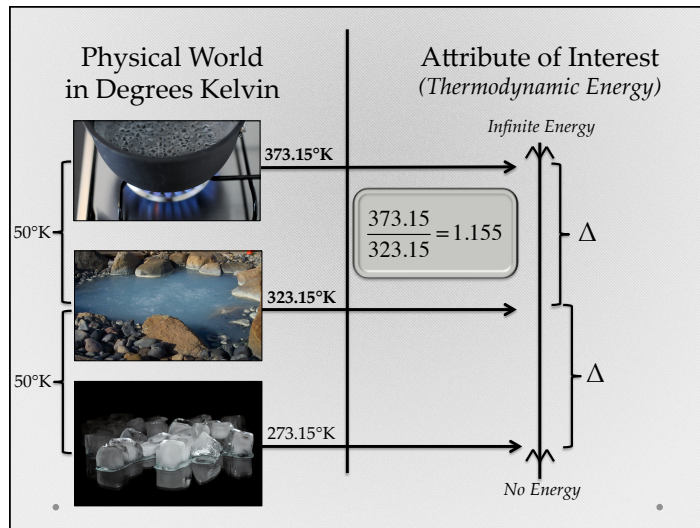 Physical World
in Degrees Kelvin
Attribute of Interest
(Thermodynamic Energy)
Infinite Energy
373.15°K
373.15
323.15
=1.155
50°K
Δ
323.15°K
50°K
Δ
273.15°K
No Energy